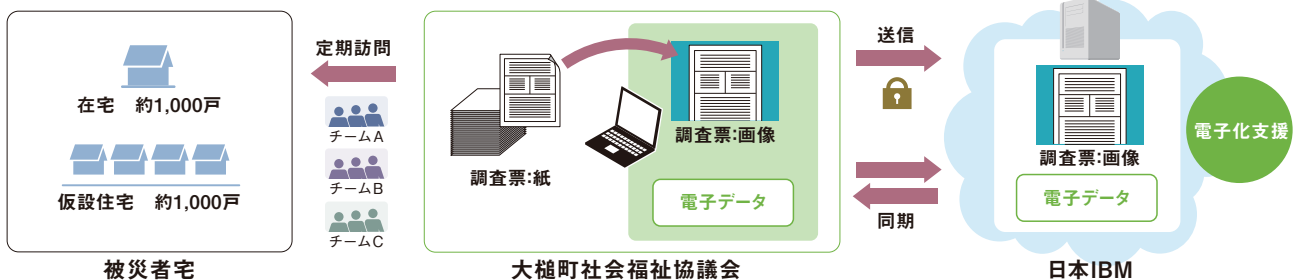 在宅 約1,000戸
仮設住宅 約1,000戸
被災者宅
定期訪問
チームA
チームB
チームC
調査票:紙
調査票:画像
電子データ
大槌町社会福祉協議会
送信
同期
調査票:画像
電子データ
日本IBM
電子化支援